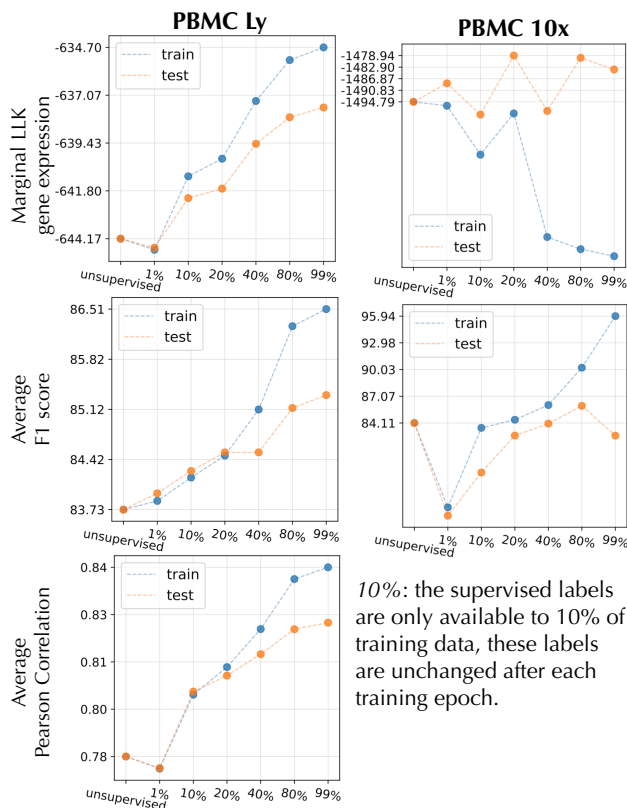 PBMC Ly
PBMC 10x
Marginal LLK
gene expression
-634.70
-637.07
-639.43
-641.80
-644.17
train
test
unsupervised 1% 10% 20% 40% 80% 99%
-1478.94
-1482.90
-1486.87
-1490.83
-1494.79
train
test
unsupervised 1% 10% 20% 40% 80% 99%
Average
F1 score
86.51
85.82
85.12
84.42
83.73
train
test
unsupervised 1% 10% 20% 40% 80% 99%
95.94
92.98
90.03
87.07
84.11
train
test
unsupervised 1% 10% 20% 40% 80% 99%
Average
Pearson Correlation
0.84
0.83
0.81
0.80
0.78
train
test
unsupervised 1% 10% 20% 40% 80% 99%
10%: the supervised labels
are only available to 10% of
training data, these labels
are unchanged after each
training epoch.